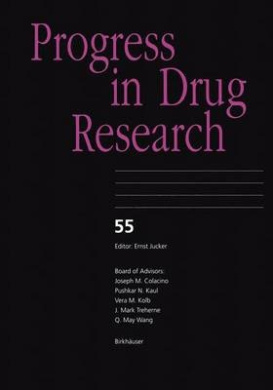 Progress
in Drug
Research
55
Editor: Ernst Jucker
Board of Advisors:
Joseph M. Colacino
Pushkar N. Kaul
Vera M. Kolb
J. Mark Treherne
Q. May Wang
Birkhäuser